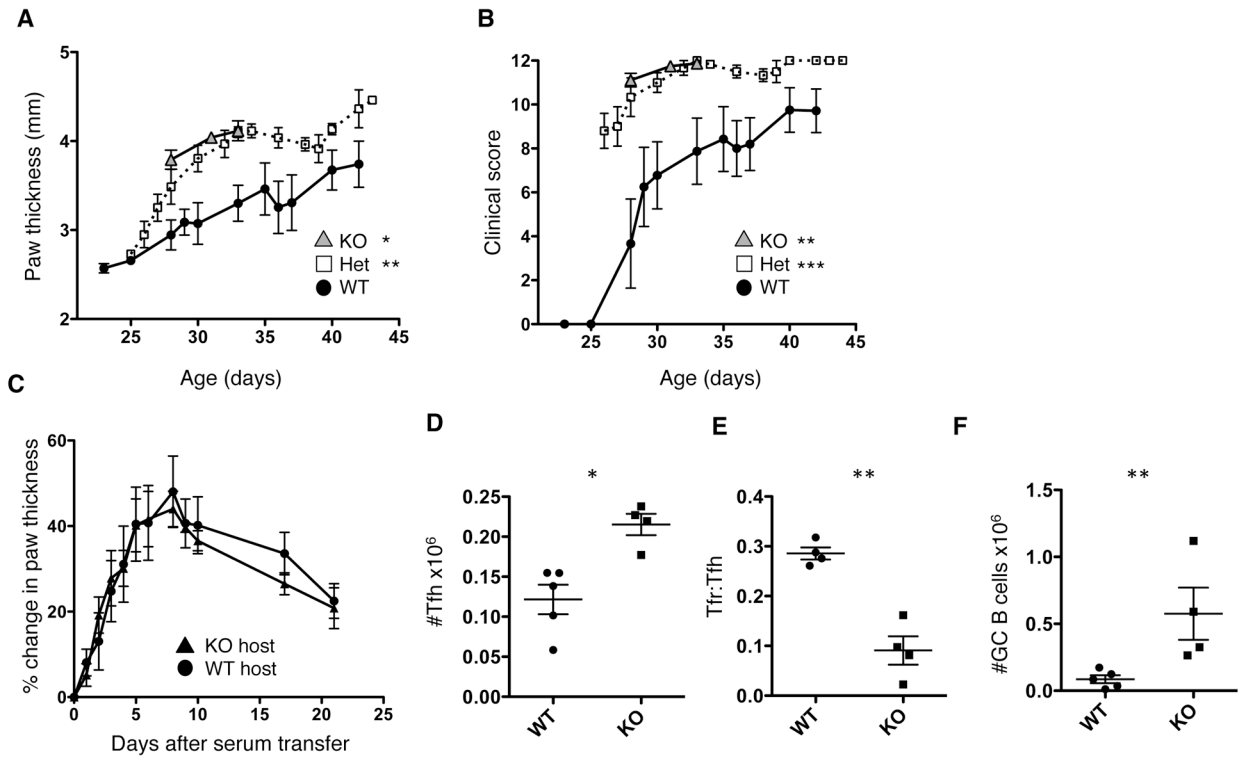 A
Paw thickness (mm)
5
4
3
2
25 30 35 40 45
Age (days)
KO *
Het **
WT
B
Clinical score
12
10
8
6
4
2
0
25 30 35 40 45
Age (days)
KO **
Het ***
WT
C
% change in paw thickness
60
40
20
0
0 5 10 15 20 25
Days after serum transfer
KO host
WT host
D
*
#Tfh x10⁶
0.25
0.20
0.15
0.10
0.05
0.00
WT KO
E
**
Tfr:Tfh
0.4
0.3
0.2
0.1
0.0
WT KO
F
**
#GC B cells x10⁶
1.5
1.0
0.5
0.0
WT KO